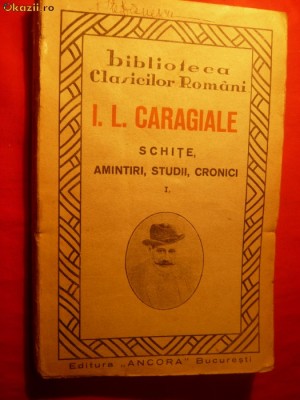 Okazii.ro
biblioteca
Clasicilor Români
I. L. CARAGIALE
SCHIȚE,
AMINTIRI, STUDII, CRONICI
I.
Editura „ANCORA" București